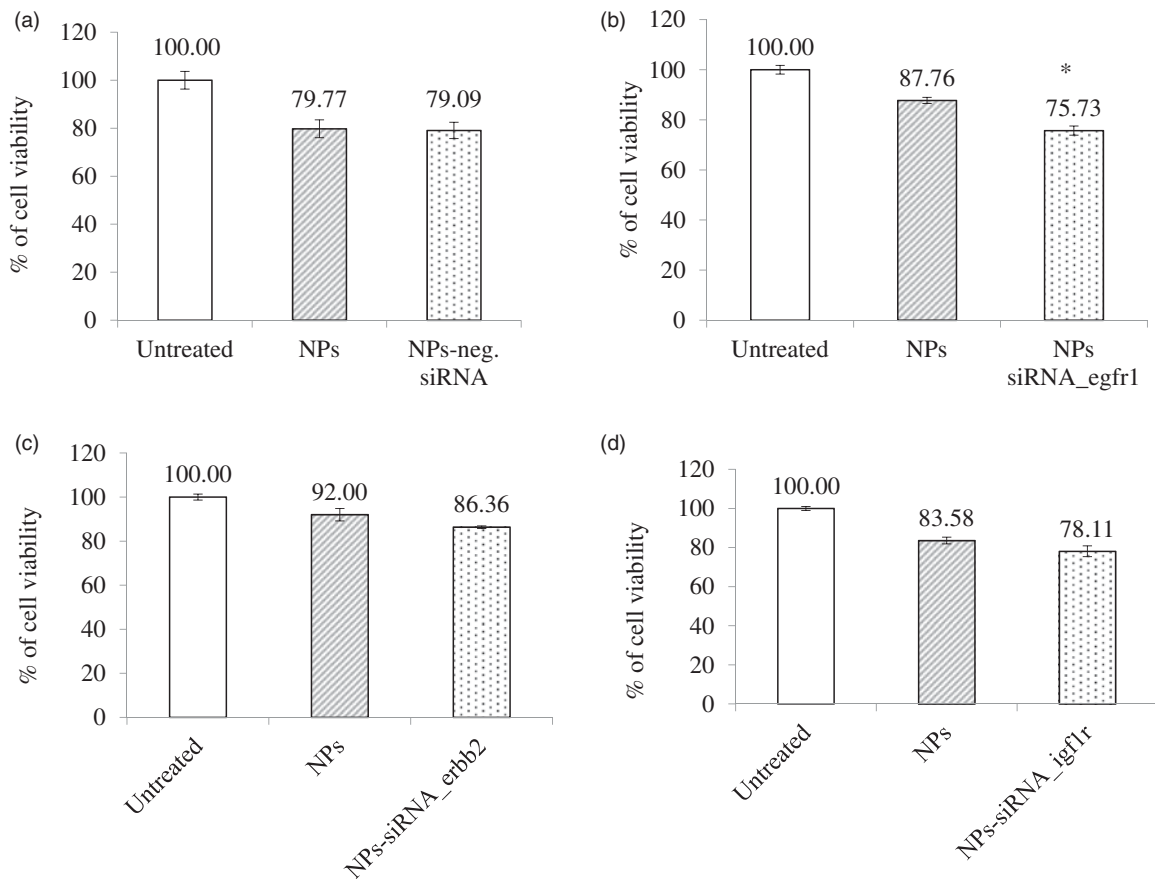 (a)
120
100
80
60
40
20
0
% of cell viability
100.00
79.77
79.09
Untreated
NPs
NPs-neg.
siRNA
(b)
120
100
80
60
40
20
0
% of cell viability
100.00
87.76
*
75.73
Untreated
NPs
NPs
siRNA_egfr1
(c)
120
100
80
60
40
20
0
% of cell viability
100.00
92.00
86.36
Untreated
NPs
NPs-siRNA_erbb2
(d)
120
100
80
60
40
20
0
% of cell viability
100.00
83.58
78.11
Untreated
NPs
NPs-siRNA_igf1r